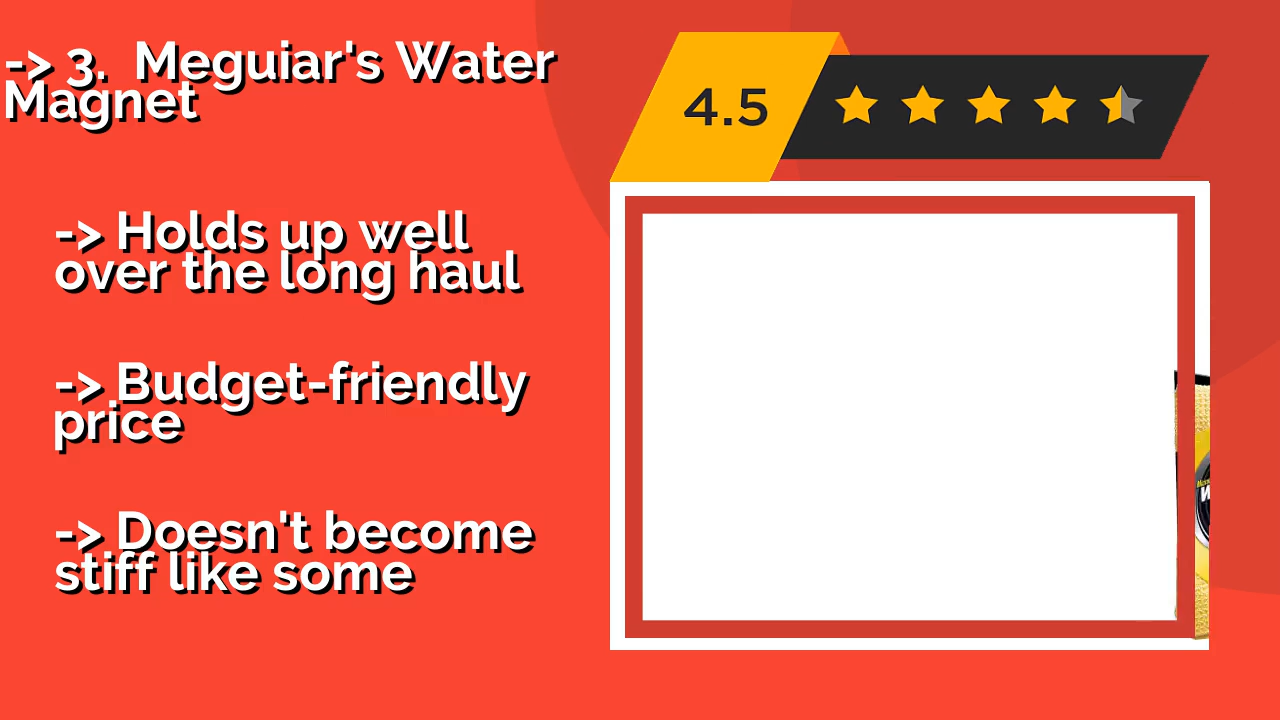 -> 3.  Meguiar's Water
Magnet
4.5
-> Holds up well
over the long haul
-> Budget-friendly
price
-> Doesn't become
stiff like some